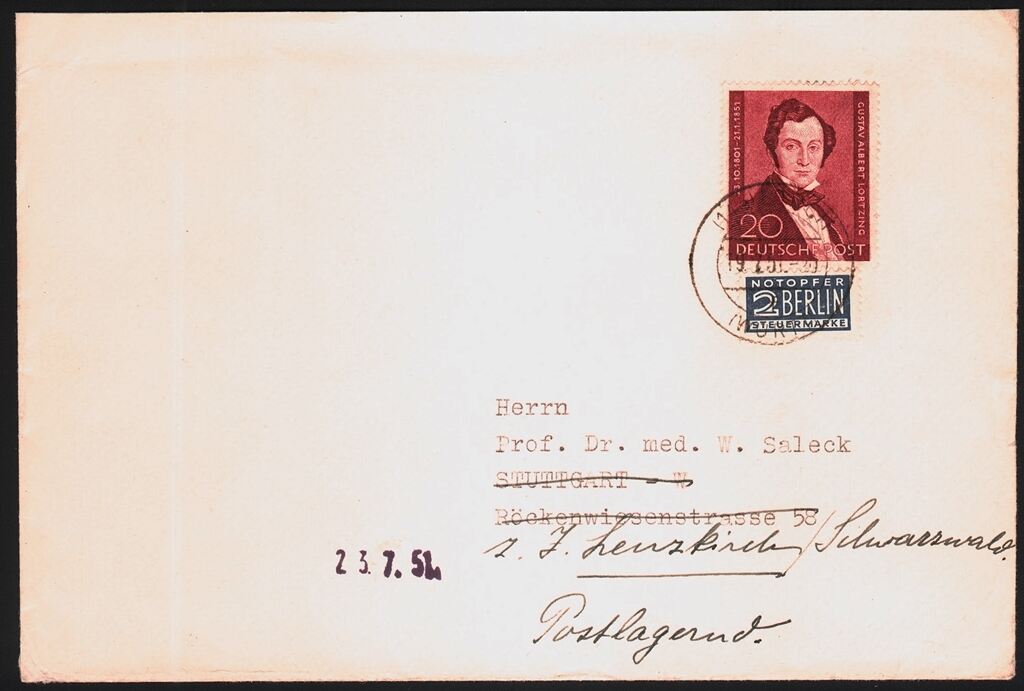 3.10.1801-21.1.1851
GUSTAV ALBERT LORTZING
20
DEUTSCHE POST
NOTOPFER
2 BERLIN
STEUERMARKE
Herrn
Prof. Dr. med. W. Saleck
STUTTGART - W
Röckenwiesenstrasse 58
z. Z. Lenzkirch / Schwarzwald.
23.7.51.
Postlagernd.